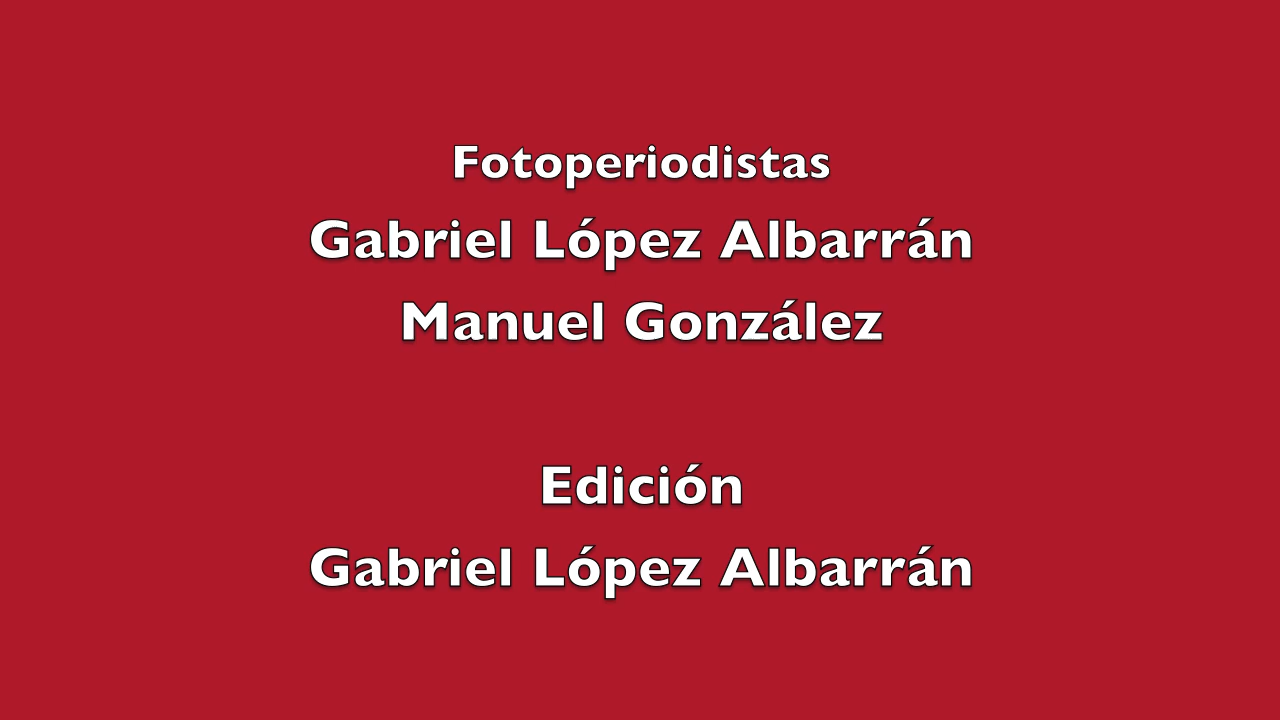 Fotoperiodistas
Gabriel López Albarrán
Manuel González
Edición
Gabriel López Albarrán